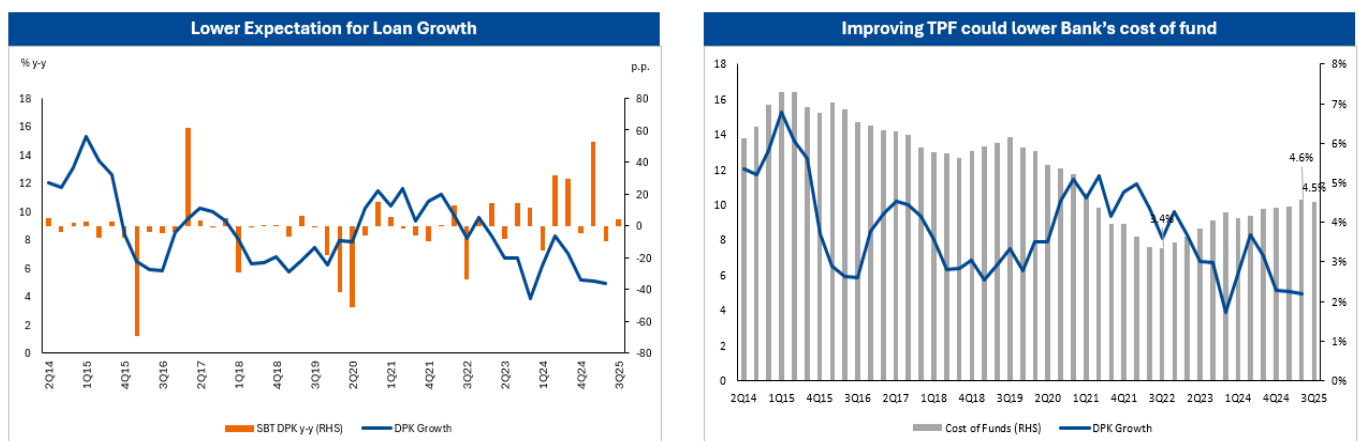 Lower Expectation for Loan Growth
% y-y
p.p.
18
16
14
12
10
8
6
4
2
0
80
60
40
20
0
-20
-40
-60
-80
2Q14
1Q15
4Q15
3Q16
2Q17
1Q18
4Q18
3Q19
2Q20
1Q21
4Q21
3Q22
2Q23
1Q24
4Q24
3Q25
SBT DPK y-y (RHS)
DPK Growth
Improving TPF could lower Bank's cost of fund
18
16
14
12
10
8
6
4
2
0
8%
7%
6%
5%
4%
3%
2%
1%
0%
4.6%
4.5%
3.4%
2Q14
1Q15
4Q15
3Q16
2Q17
1Q18
4Q18
3Q19
2Q20
1Q21
4Q21
3Q22
2Q23
1Q24
4Q24
3Q25
Cost of Funds (RHS)
DPK Growth